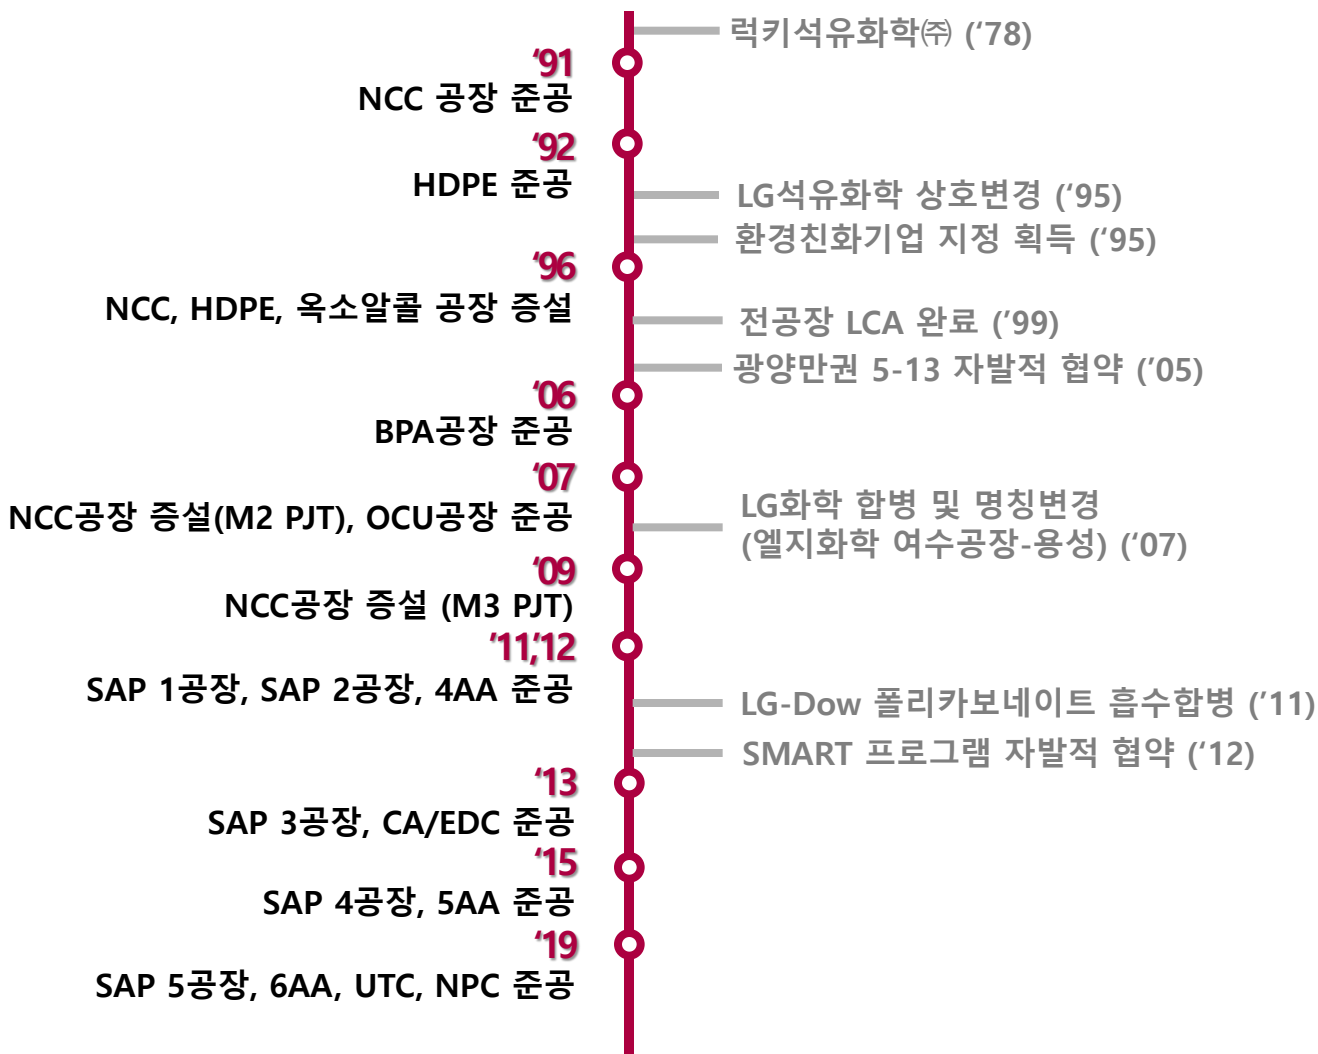 럭키석유화학㈜ (‘78)
‘91
NCC 공장 준공
‘92
HDPE 준공
LG석유화학 상호변경 (‘95)
환경친화기업 지정 획득 (‘95)
‘96
NCC, HDPE, 옥소알콜 공장 증설
전공장 LCA 완료 (’99)
광양만권 5-13 자발적 협약 (’05)
‘06
BPA공장 준공
‘07
NCC공장 증설(M2 PJT), OCU공장 준공
LG화학 합병 및 명칭변경
(엘지화학 여수공장-용성) (‘07)
‘09
NCC공장 증설 (M3 PJT)
’11,’12
SAP 1공장, SAP 2공장, 4AA 준공
LG-Dow 폴리카보네이트 흡수합병 (’11)
SMART 프로그램 자발적 협약 (‘12)
‘13
SAP 3공장, CA/EDC 준공
‘15
SAP 4공장, 5AA 준공
‘19
SAP 5공장, 6AA, UTC, NPC 준공